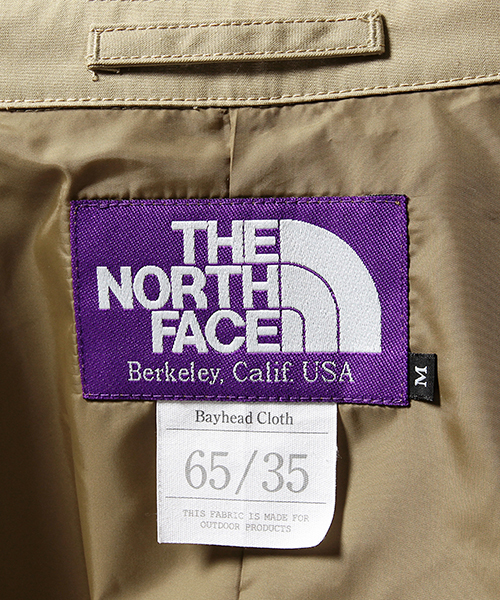 THE
NORTH
FACE
Berkeley, Calif. USA
M
Bayhead Cloth
65/35
THIS FABRIC IS MADE FOR
OUTDOOR PRODUCTS